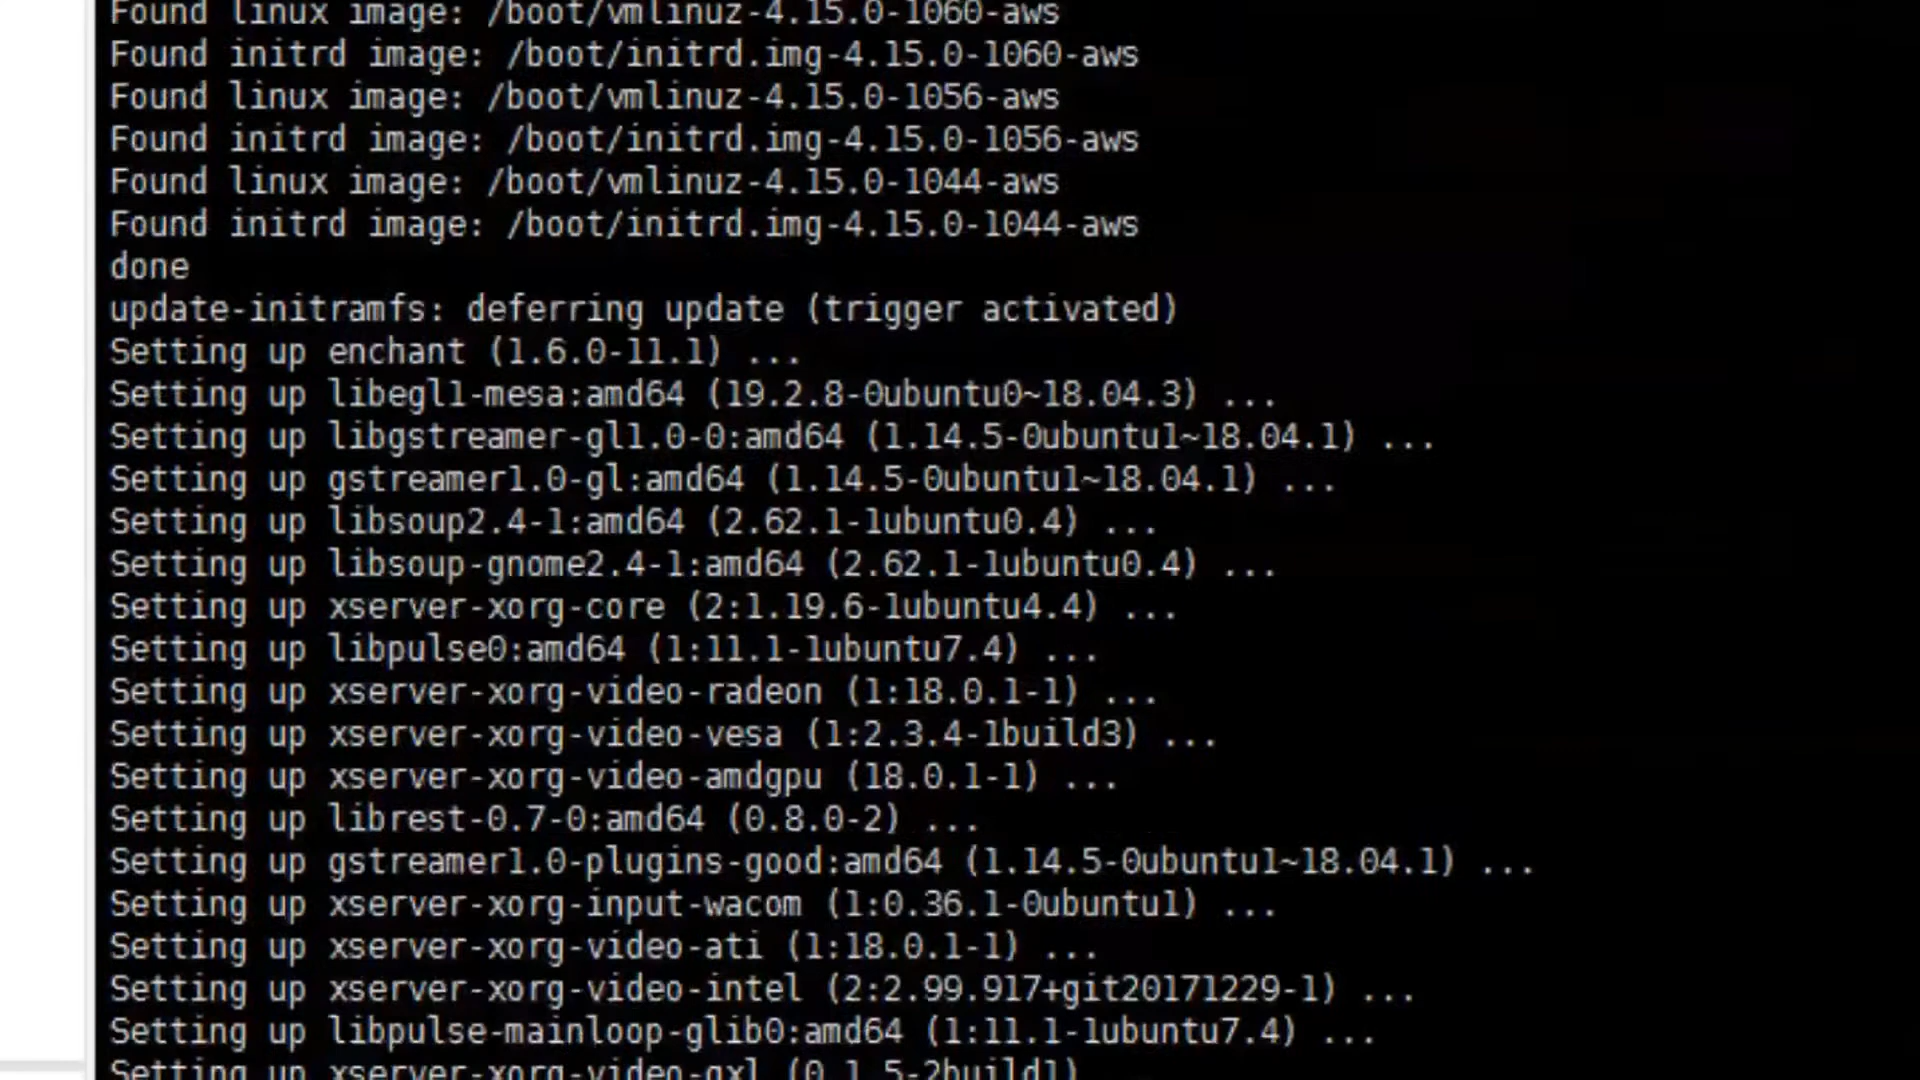 Found linux image: /boot/vmlinuz-4.15.0-1060-aws
Found initrd image: /boot/initrd.img-4.15.0-1060-aws
Found linux image: /boot/vmlinuz-4.15.0-1056-aws
Found initrd image: /boot/initrd.img-4.15.0-1056-aws
Found linux image: /boot/vmlinuz-4.15.0-1044-aws
Found initrd image: /boot/initrd.img-4.15.0-1044-aws
done
update-initramfs: deferring update (trigger activated)
Setting up enchant (1.6.0-11.1) ...
Setting up libegl1-mesa:amd64 (19.2.8-0ubuntu0~18.04.3) ...
Setting up libgstreamer-gl1.0-0:amd64 (1.14.5-0ubuntu1~18.04.1) ...
Setting up gstreamer1.0-gl:amd64 (1.14.5-0ubuntu1~18.04.1) ...
Setting up libsoup2.4-1:amd64 (2.62.1-1ubuntu0.4) ...
Setting up libsoup-gnome2.4-1:amd64 (2.62.1-1ubuntu0.4) ...
Setting up xserver-xorg-core (2:1.19.6-1ubuntu4.4) ...
Setting up libpulse0:amd64 (1:11.1-1ubuntu7.4) ...
Setting up xserver-xorg-video-radeon (1:18.0.1-1) ...
Setting up xserver-xorg-video-vesa (1:2.3.4-1build3) ...
Setting up xserver-xorg-video-amdgpu (18.0.1-1) ...
Setting up librest-0.7-0:amd64 (0.8.0-2) ...
Setting up gstreamer1.0-plugins-good:amd64 (1.14.5-0ubuntu1~18.04.1) ...
Setting up xserver-xorg-input-wacom (1:0.36.1-0ubuntu1) ...
Setting up xserver-xorg-video-ati (1:18.0.1-1) ...
Setting up xserver-xorg-video-intel (2:2.99.917+git20171229-1) ...
Setting up libpulse-mainloop-glib0:amd64 (1:11.1-1ubuntu7.4) ...
Setting up xserver-xorg-video-qxl (0.1.5-2build1)